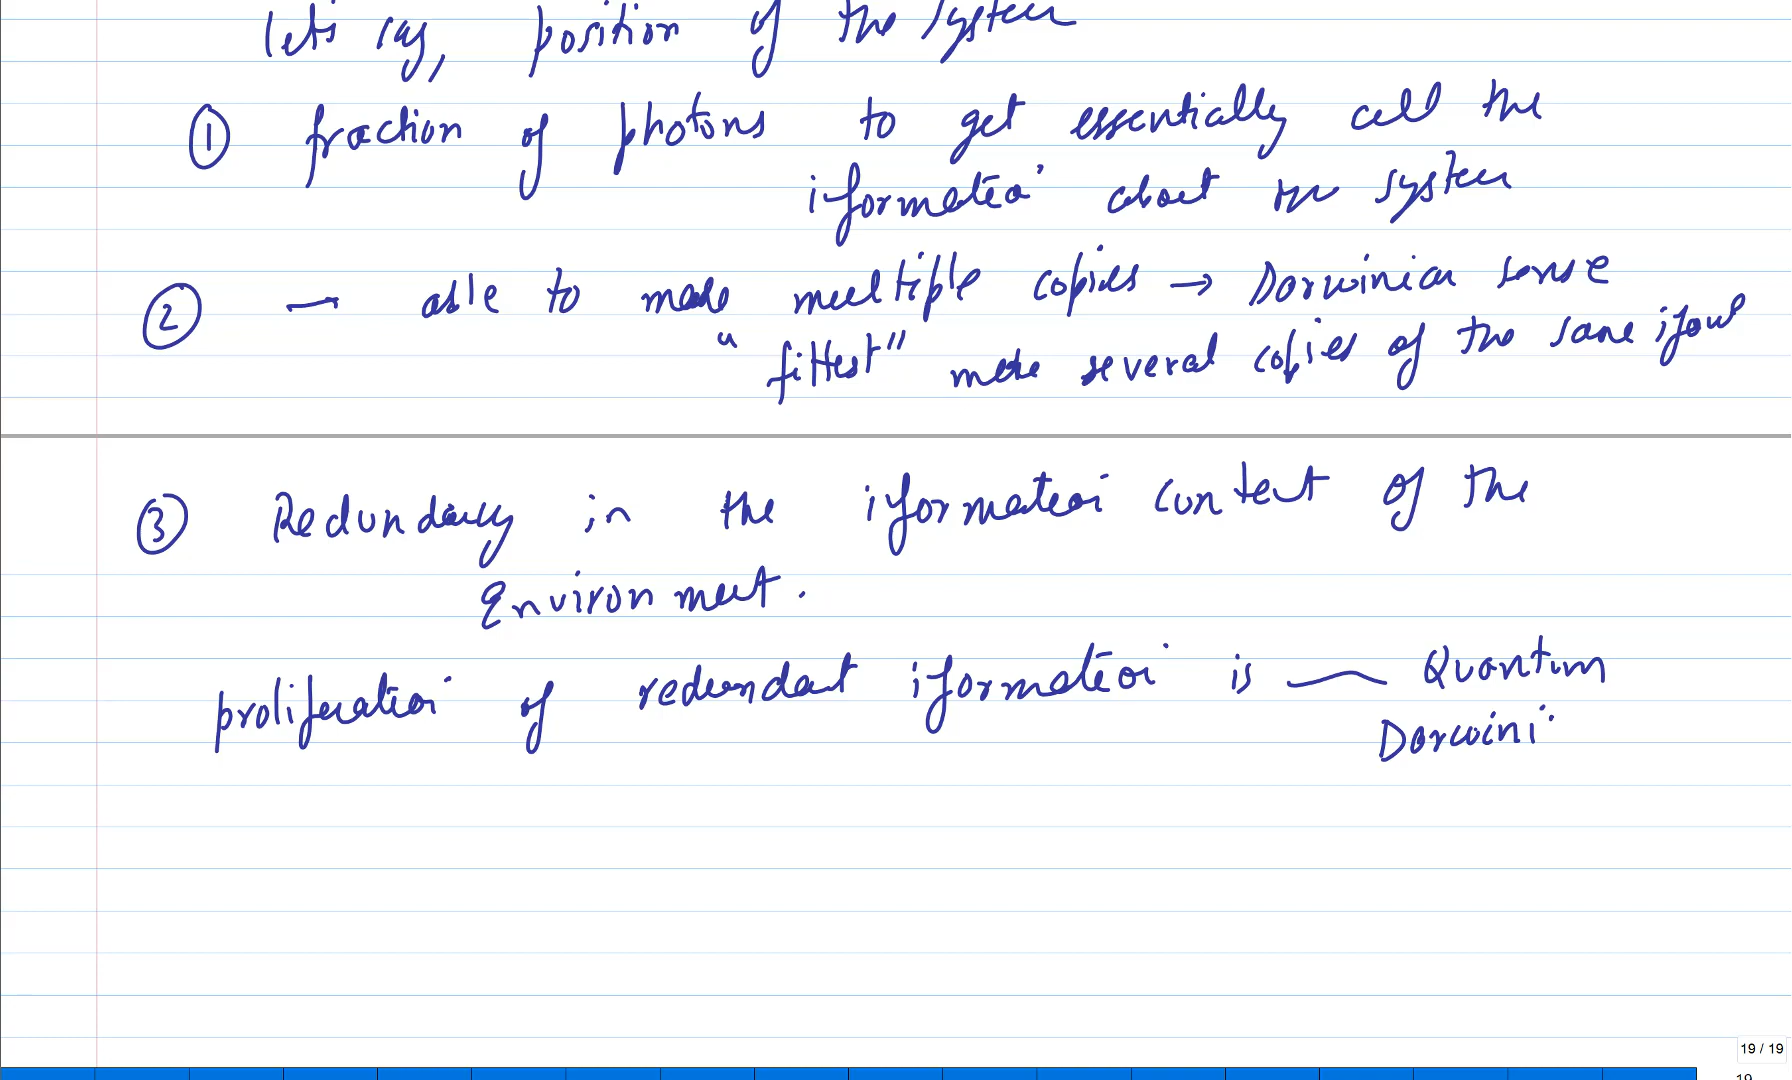 lets say, position of the system
① fraction of photons to get essentially all the
information about the system
② — able to make multiple copies → Darwinian sense
"fittest" make several copies of the same
③ Redundancy in the information content of the
Environment.
proliferation of redundant information is — Quantum
Darwini
19 / 19
19